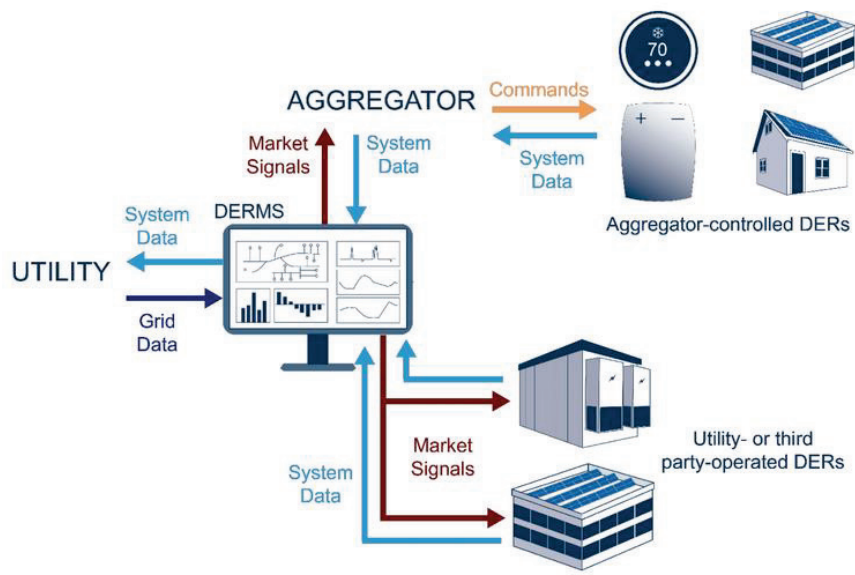 70
AGGREGATOR
Commands
Market
Signals
System
Data
System
Data
Aggregator-controlled DERs
DERMS
System
Data
UTILITY
Grid
Data
Market
Signals
System
Data
Utility- or third
party-operated DERs